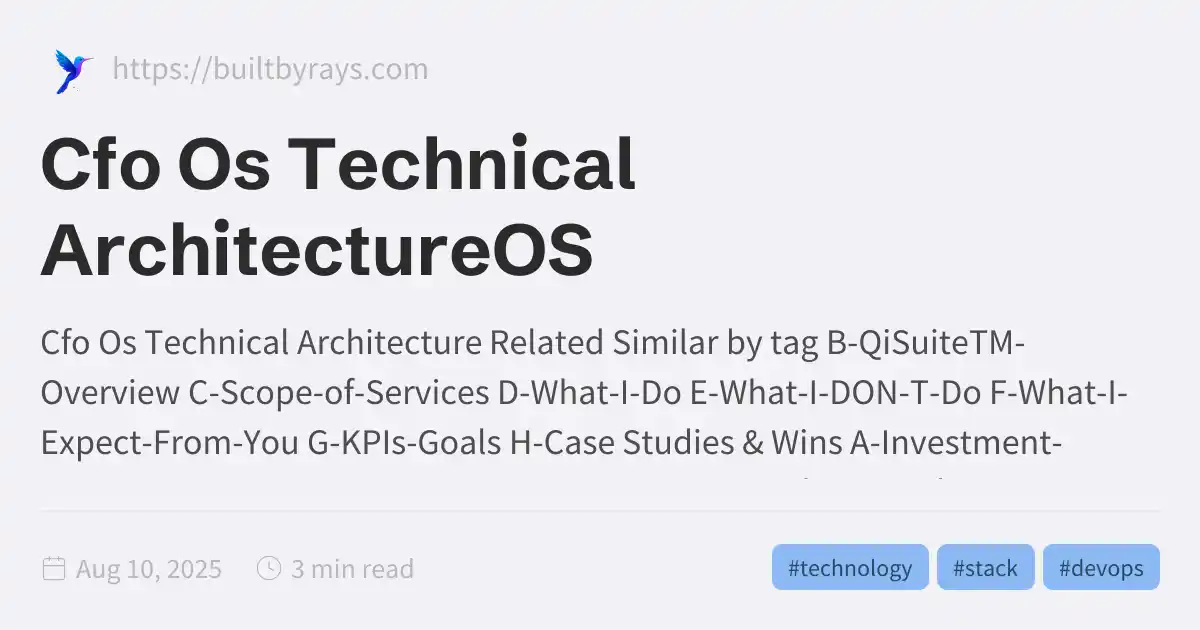 https://builtbyrays.com
Cfo Os Technical
ArchitectureOS
Cfo Os Technical Architecture Related Similar by tag B-QiSuiteTM-
Overview C-Scope-of-Services D-What-I-Do E-What-I-DON-T-Do F-What-I-
Expect-From-You G-KPIs-Goals H-Case Studies & Wins A-Investment-
Aug 10, 2025 3 min read #technology #stack #devops